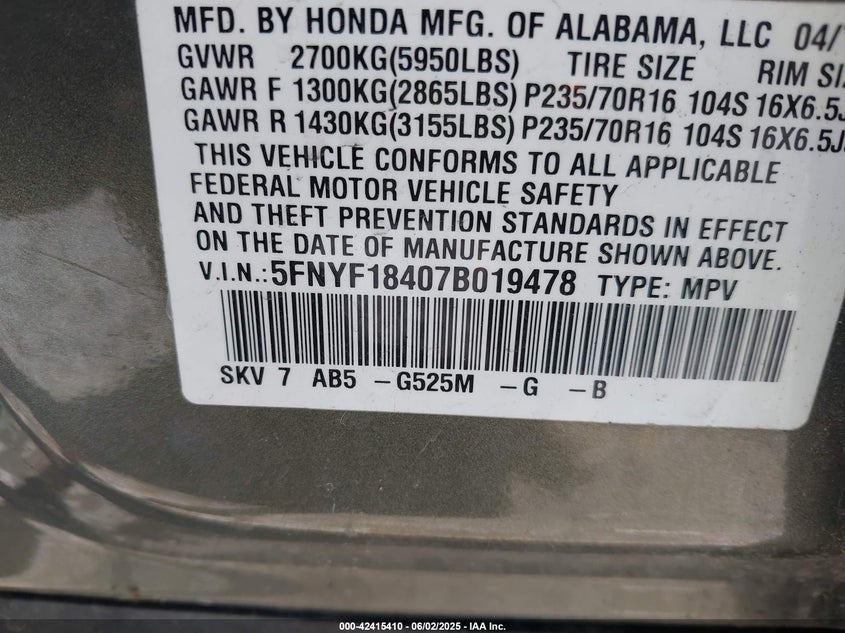 MFD. BY HONDA MFG. OF ALABAMA, LLC 04/
GVWR 2700KG(5950LBS) TIRE SIZE RIM
GAWR F 1300KG(2865LBS) P235/70R16 104S 16X6.5J
GAWR R 1430KG(3155LBS) P235/70R16 104S 16X6.5J
THIS VEHICLE CONFORMS TO ALL APPLICABLE
FEDERAL MOTOR VEHICLE SAFETY
AND THEFT PREVENTION STANDARDS IN EFFECT
ON THE DATE OF MANUFACTURE SHOWN ABOVE.
V.I.N.: 5FNYF18407B019478 TYPE: MPV
SKV 7 AB5 -G525M -G -B
000-42415410 | 06/02/2025 - IAA Inc.